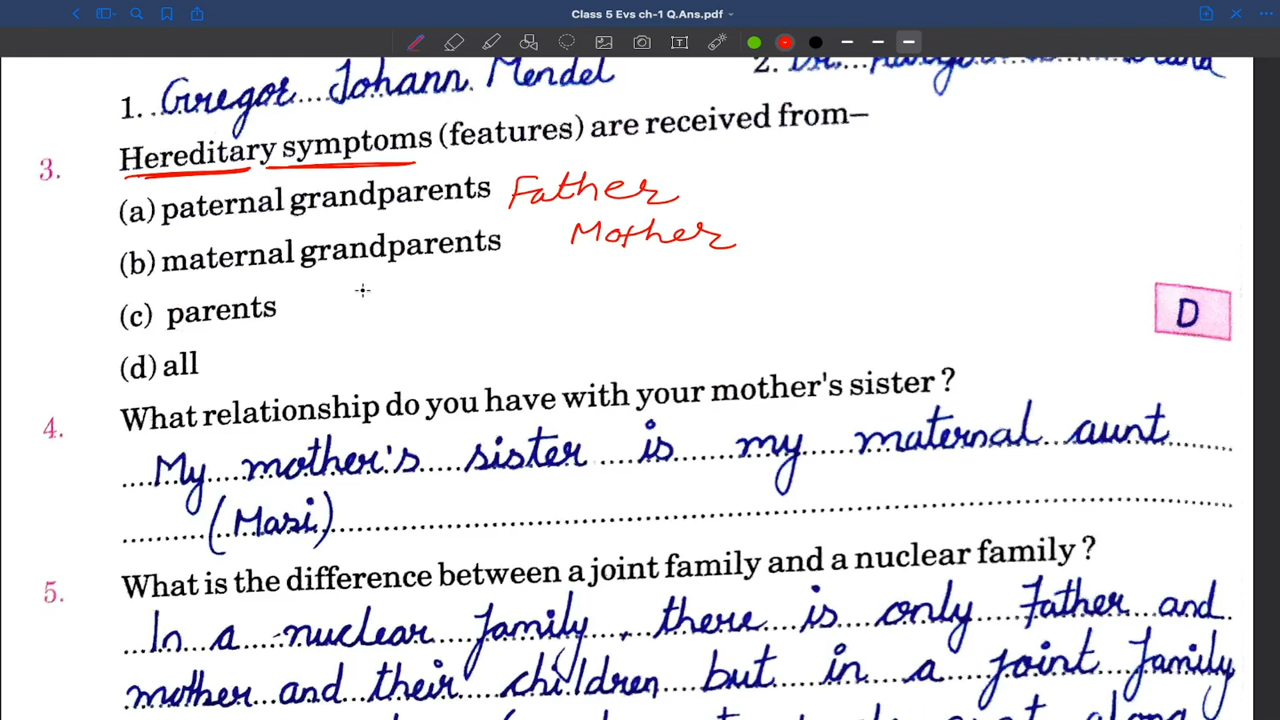 Class 5 Evs ch-1 Q.Ans.pdf
1. Gregor Johann Mendel 2. Dr.
3. Hereditary symptoms (features) are received from–
(a) paternal grandparents Father
(b) maternal grandparents Mother
(c) parents
D
(d) all
4. What relationship do you have with your mother's sister ?
My mother's sister is my maternal aunt
(Masi)
5. What is the difference between a joint family and a nuclear family ?
In a nuclear family, there is only Father and
mother and their children but in a joint family